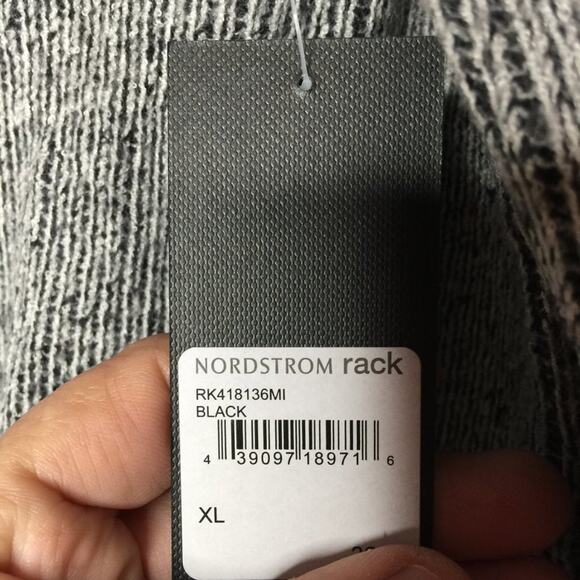 NORDSTROM rack
RK418136MI
BLACK
4 39097 18971 6
XL